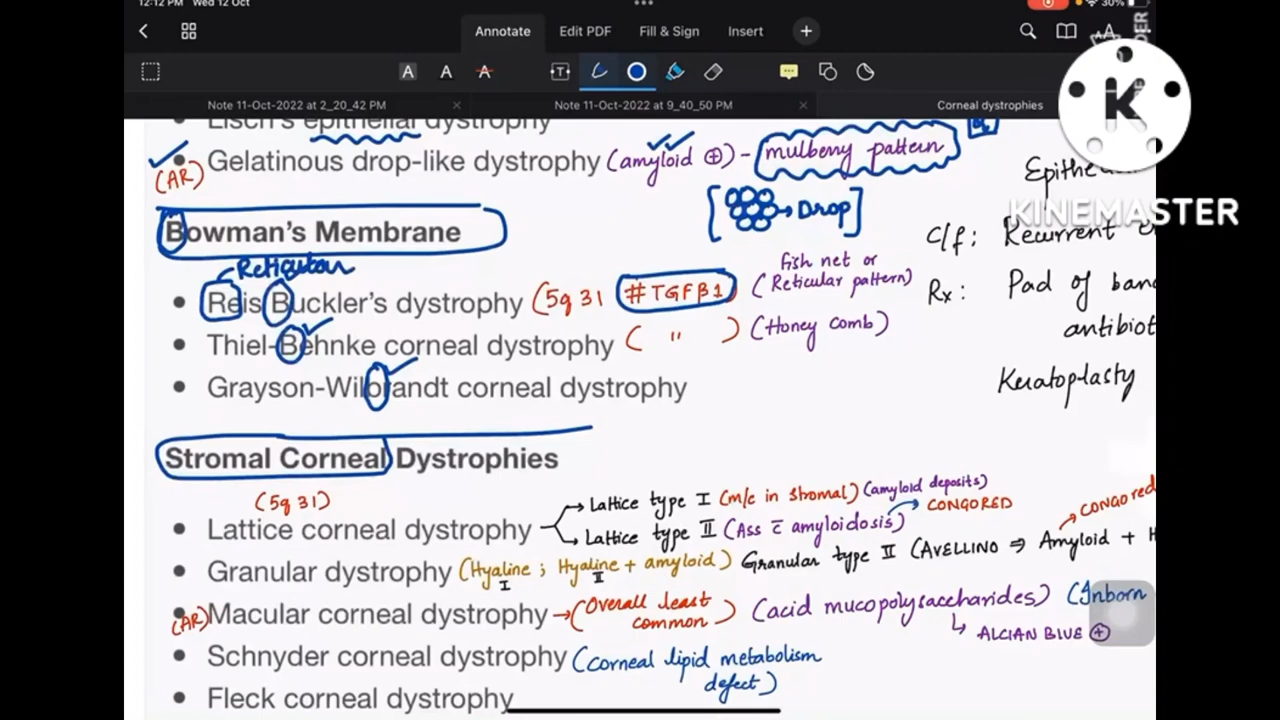 12:12 PM Wed 12 Oct
30%
Annotate Edit PDF Fill & Sign Insert
Note 11-Oct-2022 at 2_20_42 PM
Note 11-Oct-2022 at 9_40_50 PM
Corneal dystrophies
K
KINEMASTER
Lisch's epithelial dystrophy
(AR) Gelatinous drop-like dystrophy (amyloid ⊕) - mulberry pattern
[ → Drop]
Bowman's Membrane
Reticular
Reis Buckler's dystrophy (5q 31 #TGFβ1) (fish net or Reticular pattern)
Thiel-Behnke corneal dystrophy ( " ) (Honey comb)
Grayson-Wilbrandt corneal dystrophy
C/f: Recurrent
Rx: Pad of
Keratoplasty
Stromal Corneal Dystrophies
(5q 31)
Lattice corneal dystrophy
→ Lattice type I (m/c in stromal) (amyloid deposits)
→ Lattice type II (Ass c̄ amyloidosis) → CONGORED
CONGORED
Granular dystrophy (Hyaline I ; Hyaline + amyloid II) Granular type II (AVELLINO ⇒ Amyloid + H
(AR) Macular corneal dystrophy → (Overall least common) (acid mucopolysaccharides) (Inborn
↳ ALCIAN BLUE ⊕
Schnyder corneal dystrophy (corneal lipid metabolism defect)
Fleck corneal dystrophy